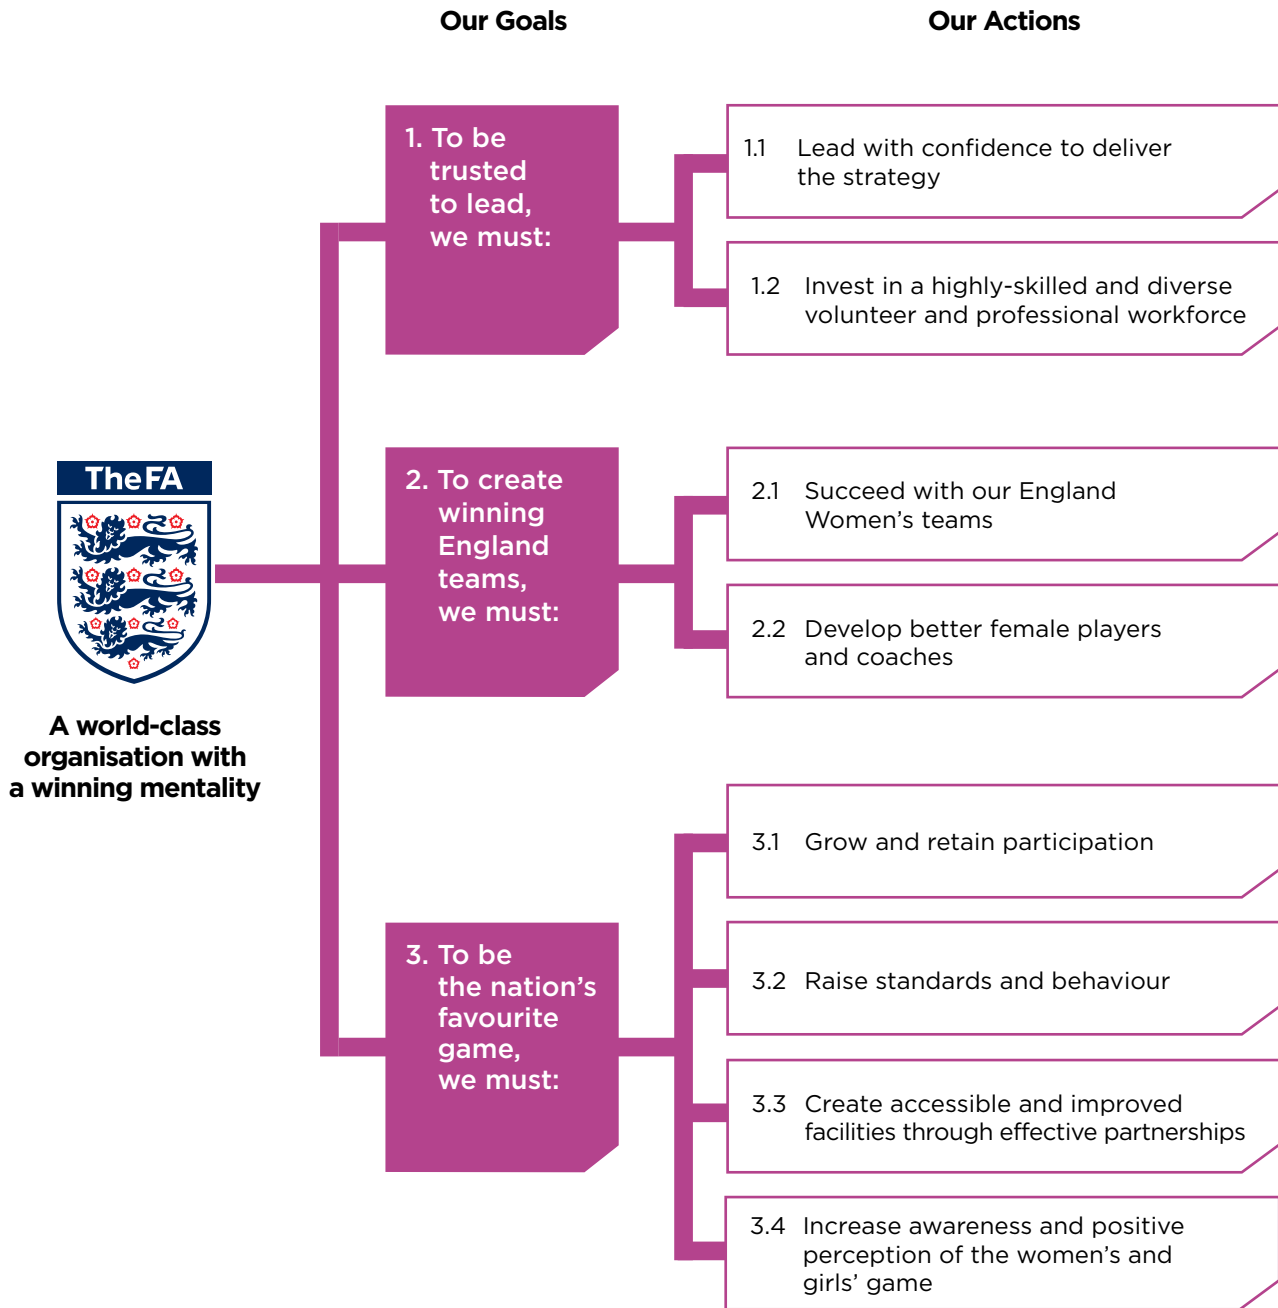 Our Goals
Our Actions
1. To be
trusted
to lead,
we must:
1.1 Lead with confidence to deliver
the strategy
1.2 Invest in a highly-skilled and diverse
volunteer and professional workforce
The FA
A world-class
organisation with
a winning mentality
2. To create
winning
England
teams,
we must:
2.1 Succeed with our England
Women’s teams
2.2 Develop better female players
and coaches
3. To be
the nation’s
favourite
game,
we must:
3.1 Grow and retain participation
3.2 Raise standards and behaviour
3.3 Create accessible and improved
facilities through effective partnerships
3.4 Increase awareness and positive
perception of the women’s and
girls’ game